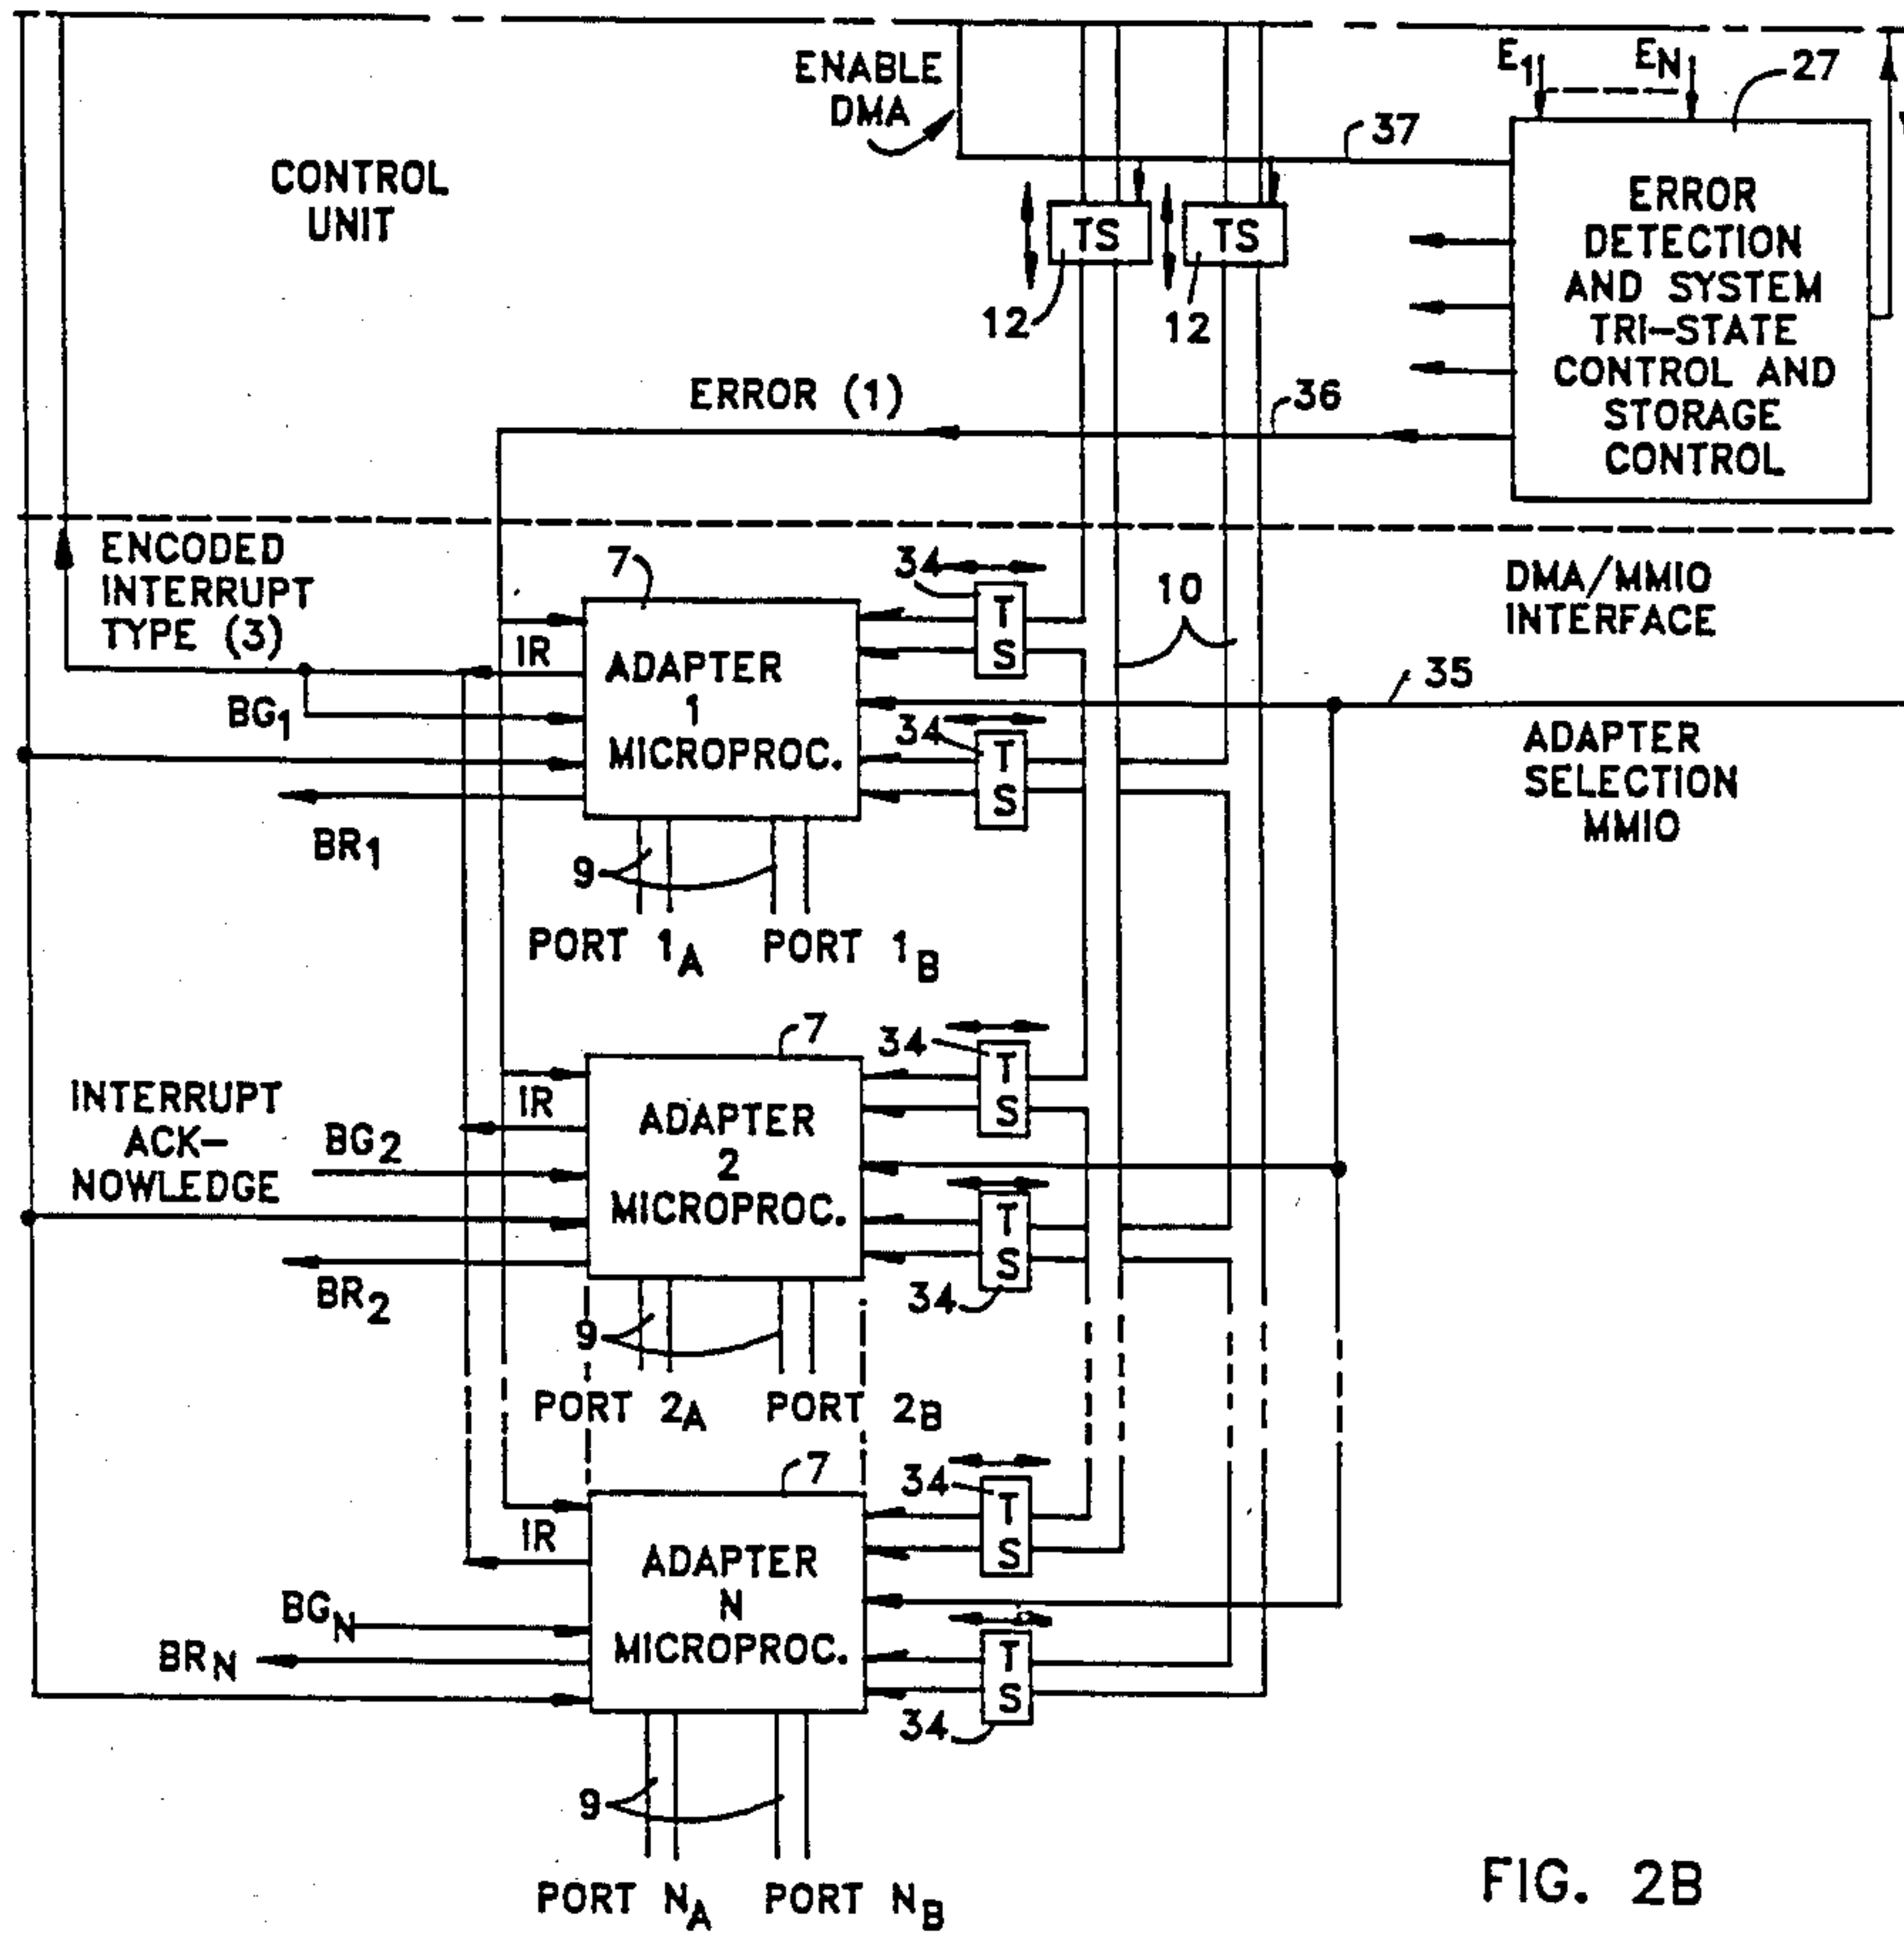 ENABLE
DMA
E1
EN
27
37
CONTROL
UNIT
TS
TS
12
12
ERROR
DETECTION
AND SYSTEM
TRI-STATE
CONTROL AND
STORAGE
CONTROL
ERROR (1)
36
ENCODED
INTERRUPT
TYPE (3)
7
34
TS
10
DMA/MMIO
INTERFACE
IR
ADAPTER
1
MICROPROC.
BG1
34
TS
35
ADAPTER
SELECTION
MMIO
BR1
9
PORT 1A
PORT 1B
7
34
TS
INTERRUPT
ACK-
NOWLEDGE
IR
BG2
ADAPTER
2
MICROPROC.
TS
34
BR2
9
PORT 2A
PORT 2B
7
34
TS
IR
ADAPTER
N
MICROPROC.
BGN
BRN
TS
34
9
PORT NA
PORT NB
FIG. 2B